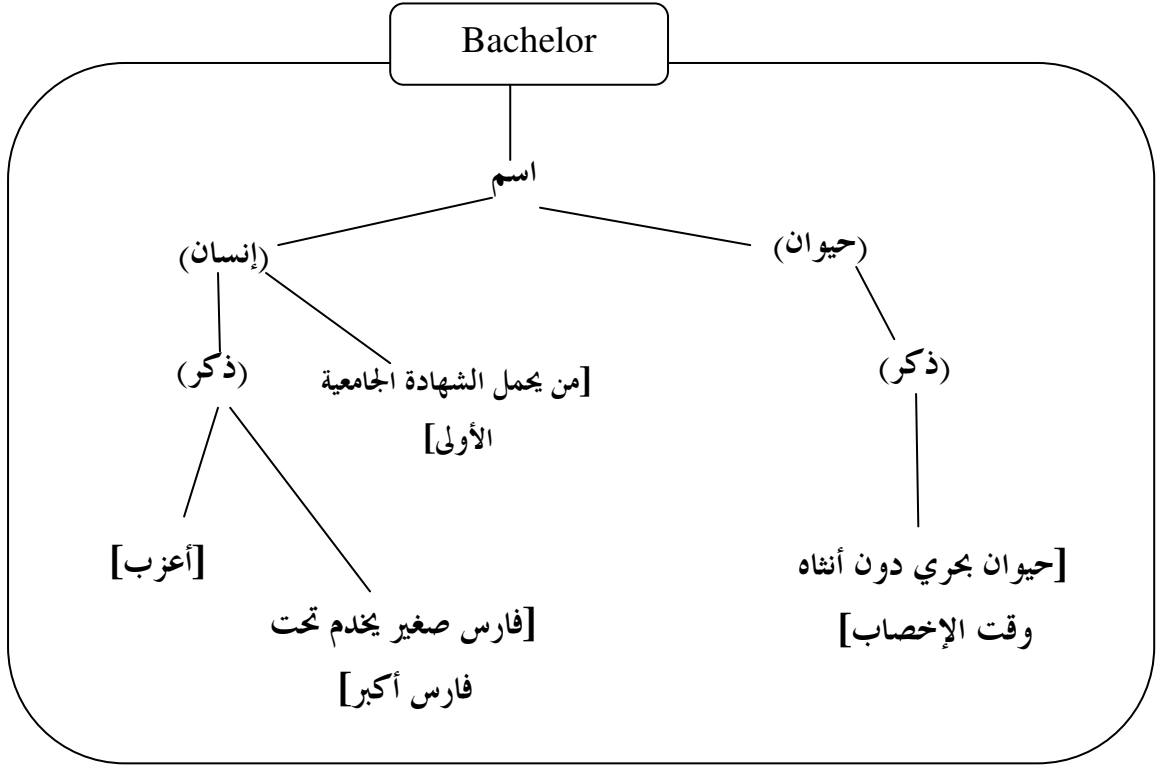 Bachelor
اسم
(حيوان)
(إنسان)
(ذكر)
(ذكر)
[من يحمل الشهادة الجامعية
الأولى]
[حيوان بحري دون أنثاه
وقت الإخصاب]
[أعزب]
[فارس صغير يخدم تحت
فارس أكبر]